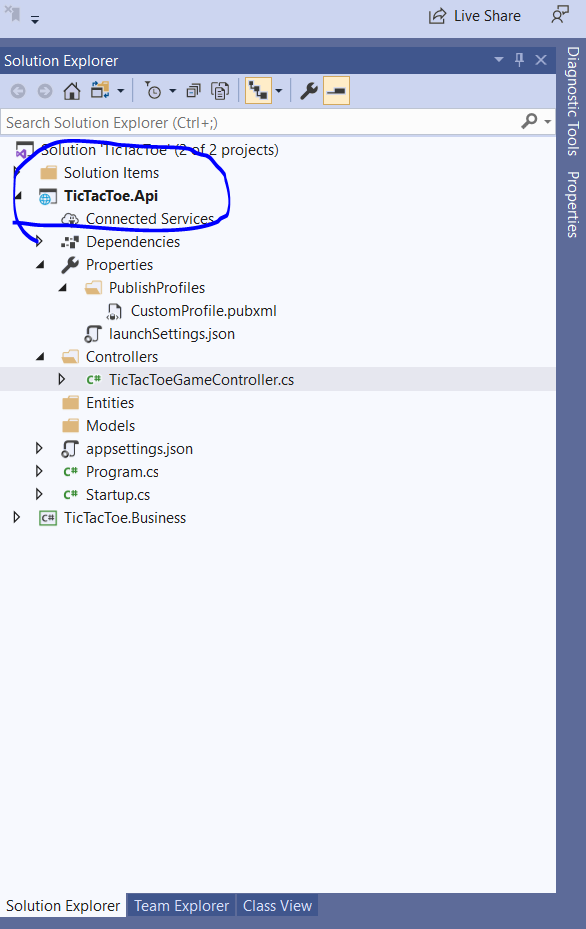 Live Share
Solution Explorer
Search Solution Explorer (Ctrl+;)
Solution 'TicTacToe' (2 of 2 projects)
Solution Items
TicTacToe.Api
Connected Services
Dependencies
Properties
PublishProfiles
CustomProfile.pubxml
launchSettings.json
Controllers
C# TicTacToeGameController.cs
Entities
Models
appsettings.json
C# Program.cs
C# Startup.cs
C# TicTacToe.Business
Solution Explorer Team Explorer Class View
Diagnostic Tools
Properties